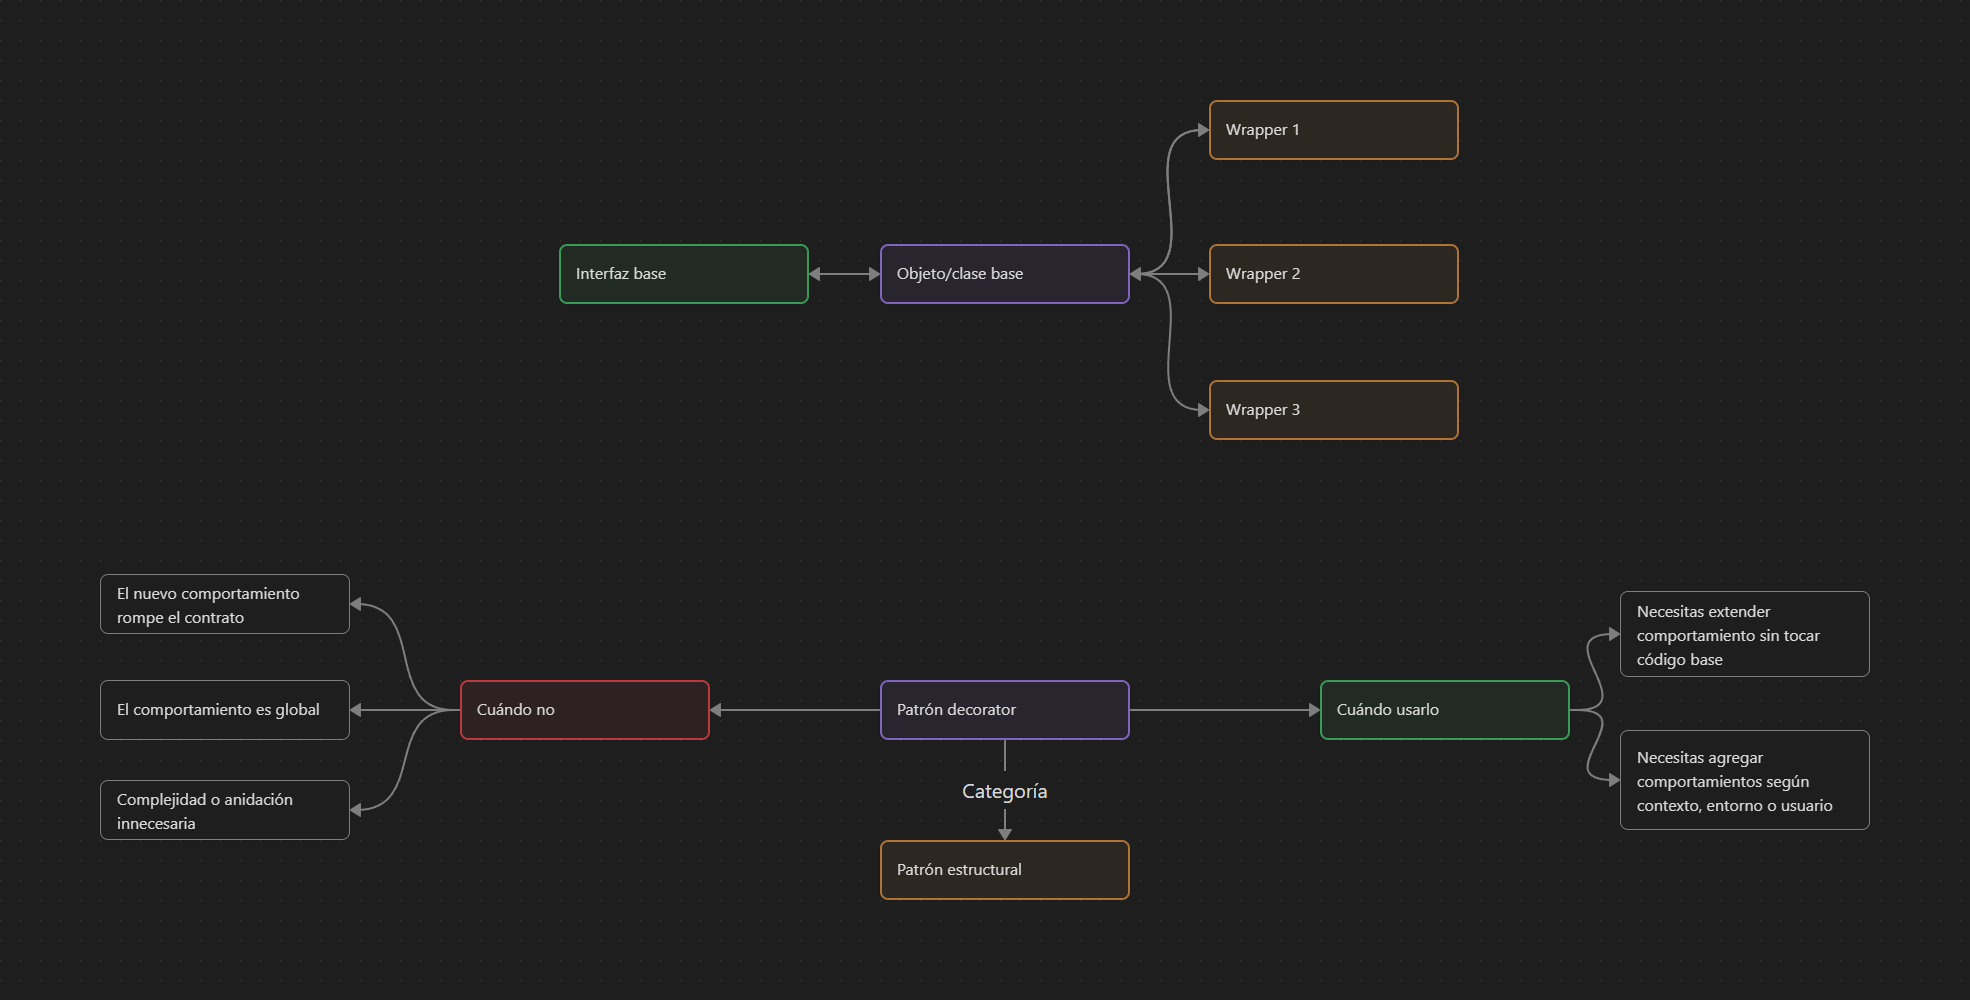 Wrapper 1
Interfaz base
Objeto/clase base
Wrapper 2
Wrapper 3
El nuevo comportamiento
rompe el contrato
El comportamiento es global
Complejidad o anidación
innecesaria
Cuándo no
Patrón decorator
Categoría
Patrón estructural
Cuándo usarlo
Necesitas extender
comportamiento sin tocar
código base
Necesitas agregar
comportamientos según
contexto, entorno o usuario